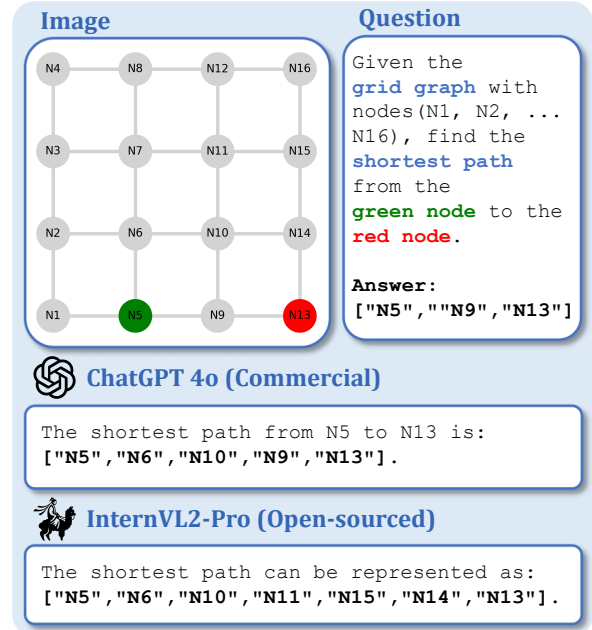 Image
N4 N8 N12 N16
N3 N7 N11 N15
N2 N6 N10 N14
N1 N5 N9 N13
Question
Given the
grid graph with
nodes(N1, N2, ...
N16), find the
shortest path
from the
green node to the
red node.
Answer:
["N5",""N9","N13"]
ChatGPT 4o (Commercial)
The shortest path from N5 to N13 is:
["N5","N6","N10","N9","N13"].
InternVL2-Pro (Open-sourced)
The shortest path can be represented as:
["N5","N6","N10","N11","N15","N14","N13"].